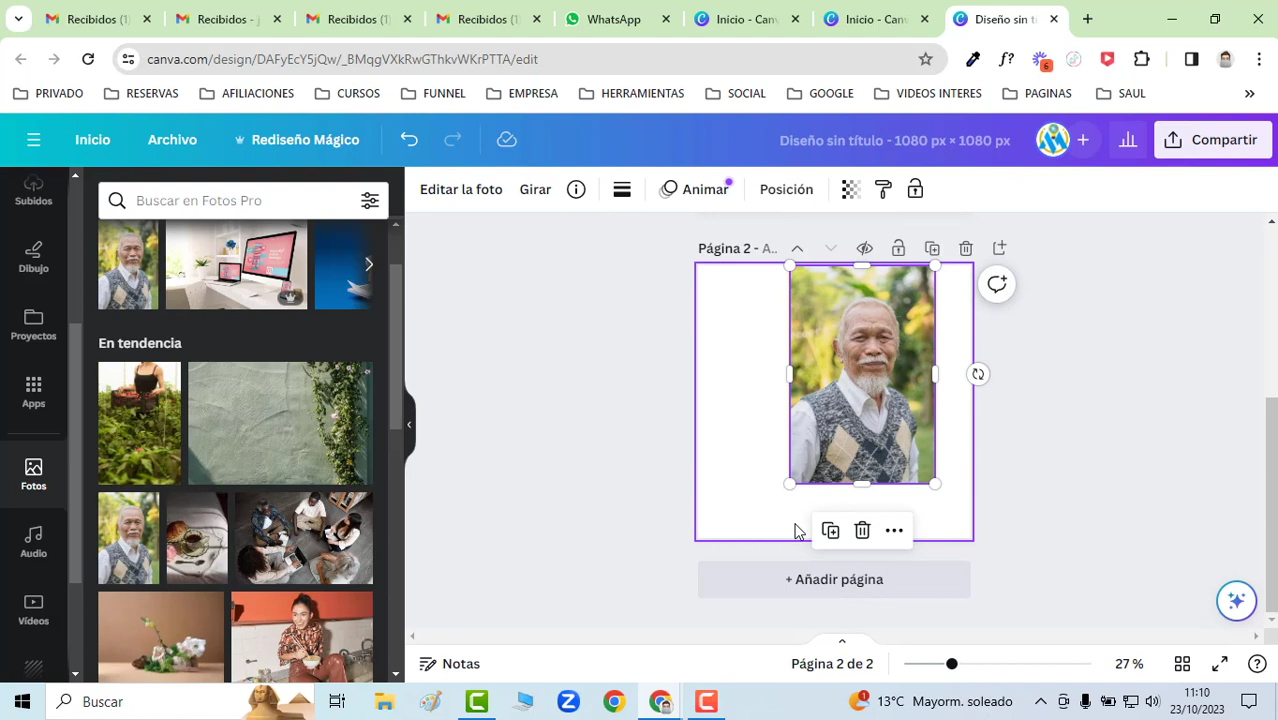 Recibidos (1)
Recibidos - j
Recibidos (1)
Recibidos (1)
WhatsApp
Inicio - Canv
Inicio - Canv
Diseño sin tí
canva.com/design/DAFyEcY5jQw/_BMrgVXkPwGThkvWKrPTTA/edit
f?
6
PRIVADO
RESERVAS
AFILIACIONES
CURSOS
FUNNEL
EMPRESA
HERRAMIENTAS
SOCIAL
GOOGLE
VIDEOS INTERES
PAGINAS
SAUL
Inicio
Archivo
Rediseño Mágico
Diseño sin título - 1080 px × 1080 px
Compartir
Subidos
Dibujo
Proyectos
Apps
Fotos
Audio
Vídeos
Buscar en Fotos Pro
En tendencia
Editar la foto
Girar
Animar
Posición
Página 2 - A..
+ Añadir página
Notas
Página 2 de 2
27 %
Buscar
1
13°C
Mayorm. soleado
11:10
23/10/2023